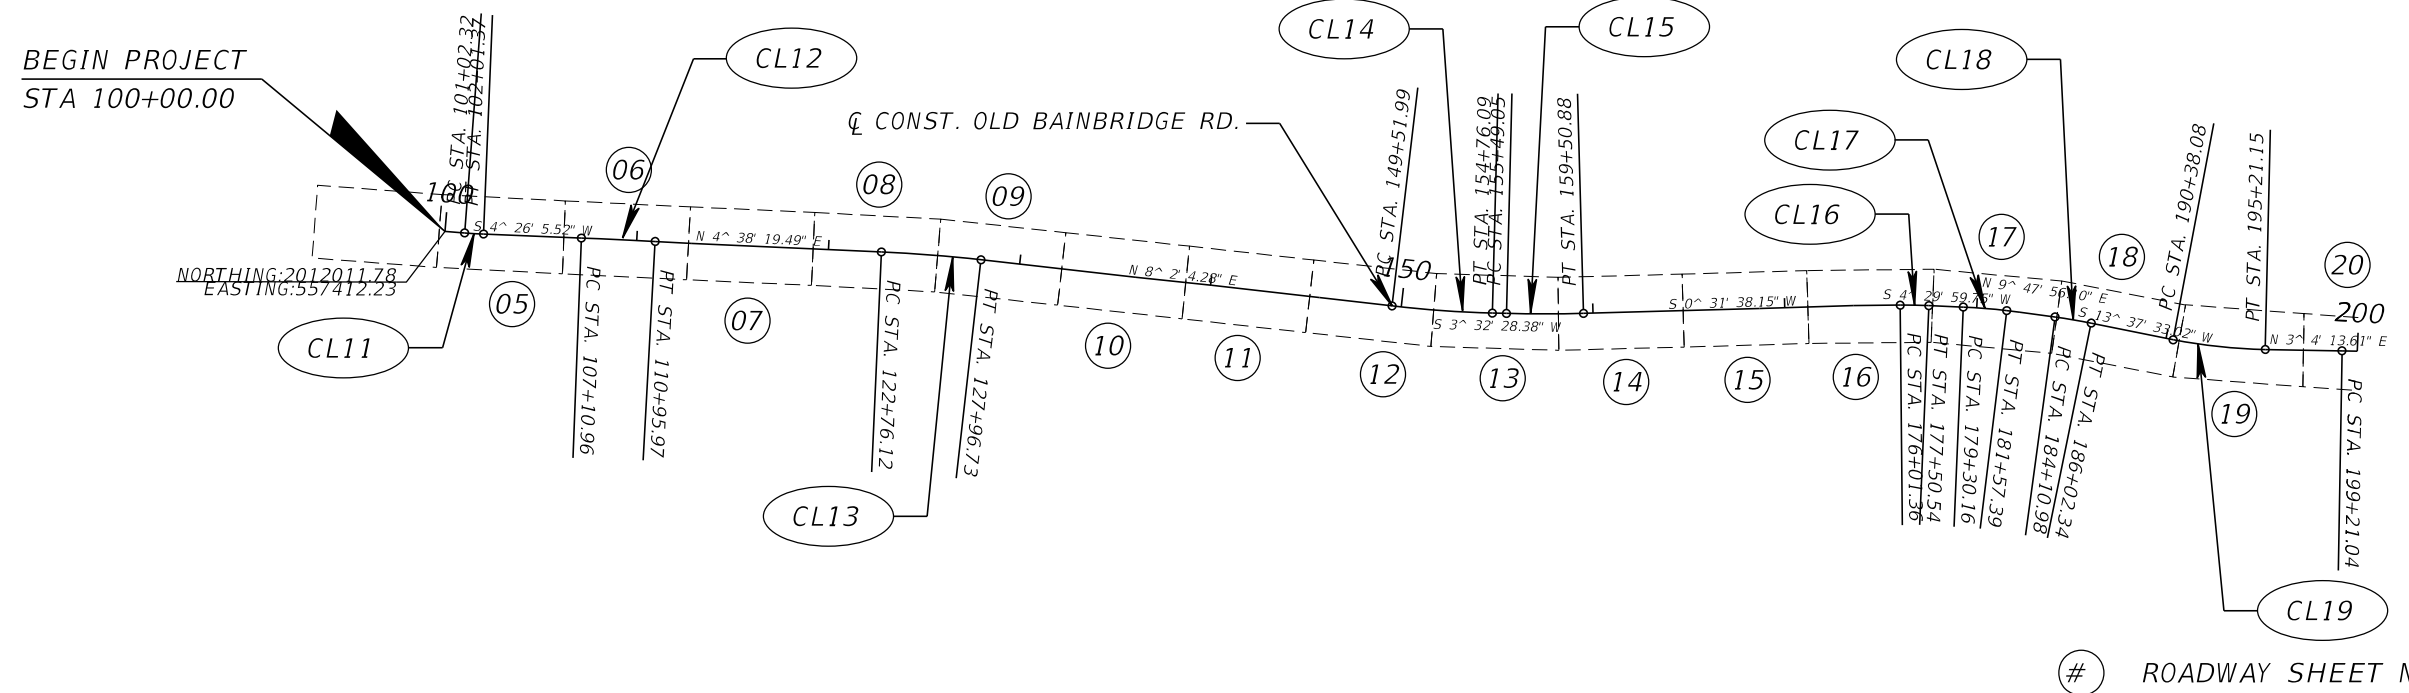 BEGIN PROJECT
STA 100+00.00
NORTHING:2012011.78
EASTING:557412.23
100
PC STA. 101+02.32
PT STA. 102+01.37
CL11
S 4^ 26' 5.52" W
05
06
CL12
PC STA. 107+10.96
PT STA. 110+95.97
N 4^ 38' 19.49" E
07
08
PC STA. 122+76.12
CL13
PT STA. 127+96.73
09
℄ CONST. OLD BAINBRIDGE RD.
N 8^ 2' 4.28" E
10
11
12
PC STA. 149+51.99
150
CL14
PT STA. 154+76.09
PC STA. 155+49.05
S 3^ 32' 28.38" W
13
CL15
PT STA. 159+50.88
14
S 0^ 31' 38.15" W
15
16
CL16
CL17
CL18
PC STA. 176+01.36
PT STA. 177+50.54
S 4^ 29' W
PC STA. 179+30.16
PT STA. 181+57.39
17
N 9^ 47' E
PC STA. 184+10.98
PT STA. 186+02.34
S 13^ 37' 33.02" W
18
PC STA. 190+38.08
PT STA. 195+21.15
CL19
19
N 3^ 4' 13.61" E
20
200
PC STA. 199+21.04
# ROADWAY SHEET